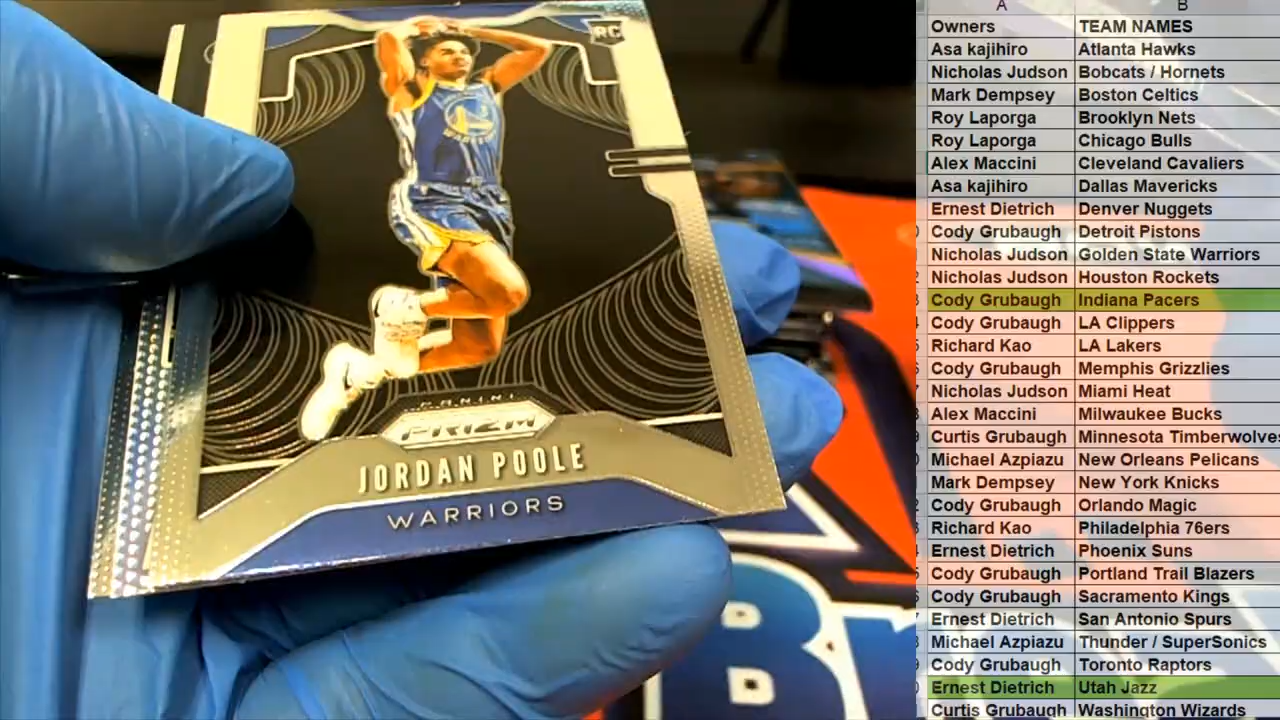 RC
WARRIORS
PANINI
PRIZM
JORDAN POOLE
WARRIORS
A B
Owners TEAM NAMES
Asa kajihiro Atlanta Hawks
Nicholas Judson Bobcats / Hornets
Mark Dempsey Boston Celtics
Roy Laporga Brooklyn Nets
Roy Laporga Chicago Bulls
Alex Maccini Cleveland Cavaliers
Asa kajihiro Dallas Mavericks
Ernest Dietrich Denver Nuggets
Cody Grubaugh Detroit Pistons
Nicholas Judson Golden State Warriors
Nicholas Judson Houston Rockets
Cody Grubaugh Indiana Pacers
Cody Grubaugh LA Clippers
Richard Kao LA Lakers
Cody Grubaugh Memphis Grizzlies
Nicholas Judson Miami Heat
Alex Maccini Milwaukee Bucks
Curtis Grubaugh Minnesota Timberwolves
Michael Azpiazu New Orleans Pelicans
Mark Dempsey New York Knicks
Cody Grubaugh Orlando Magic
Richard Kao Philadelphia 76ers
Ernest Dietrich Phoenix Suns
Cody Grubaugh Portland Trail Blazers
Cody Grubaugh Sacramento Kings
Ernest Dietrich San Antonio Spurs
Michael Azpiazu Thunder / SuperSonics
Cody Grubaugh Toronto Raptors
Ernest Dietrich Utah Jazz
Curtis Grubaugh Washington Wizards